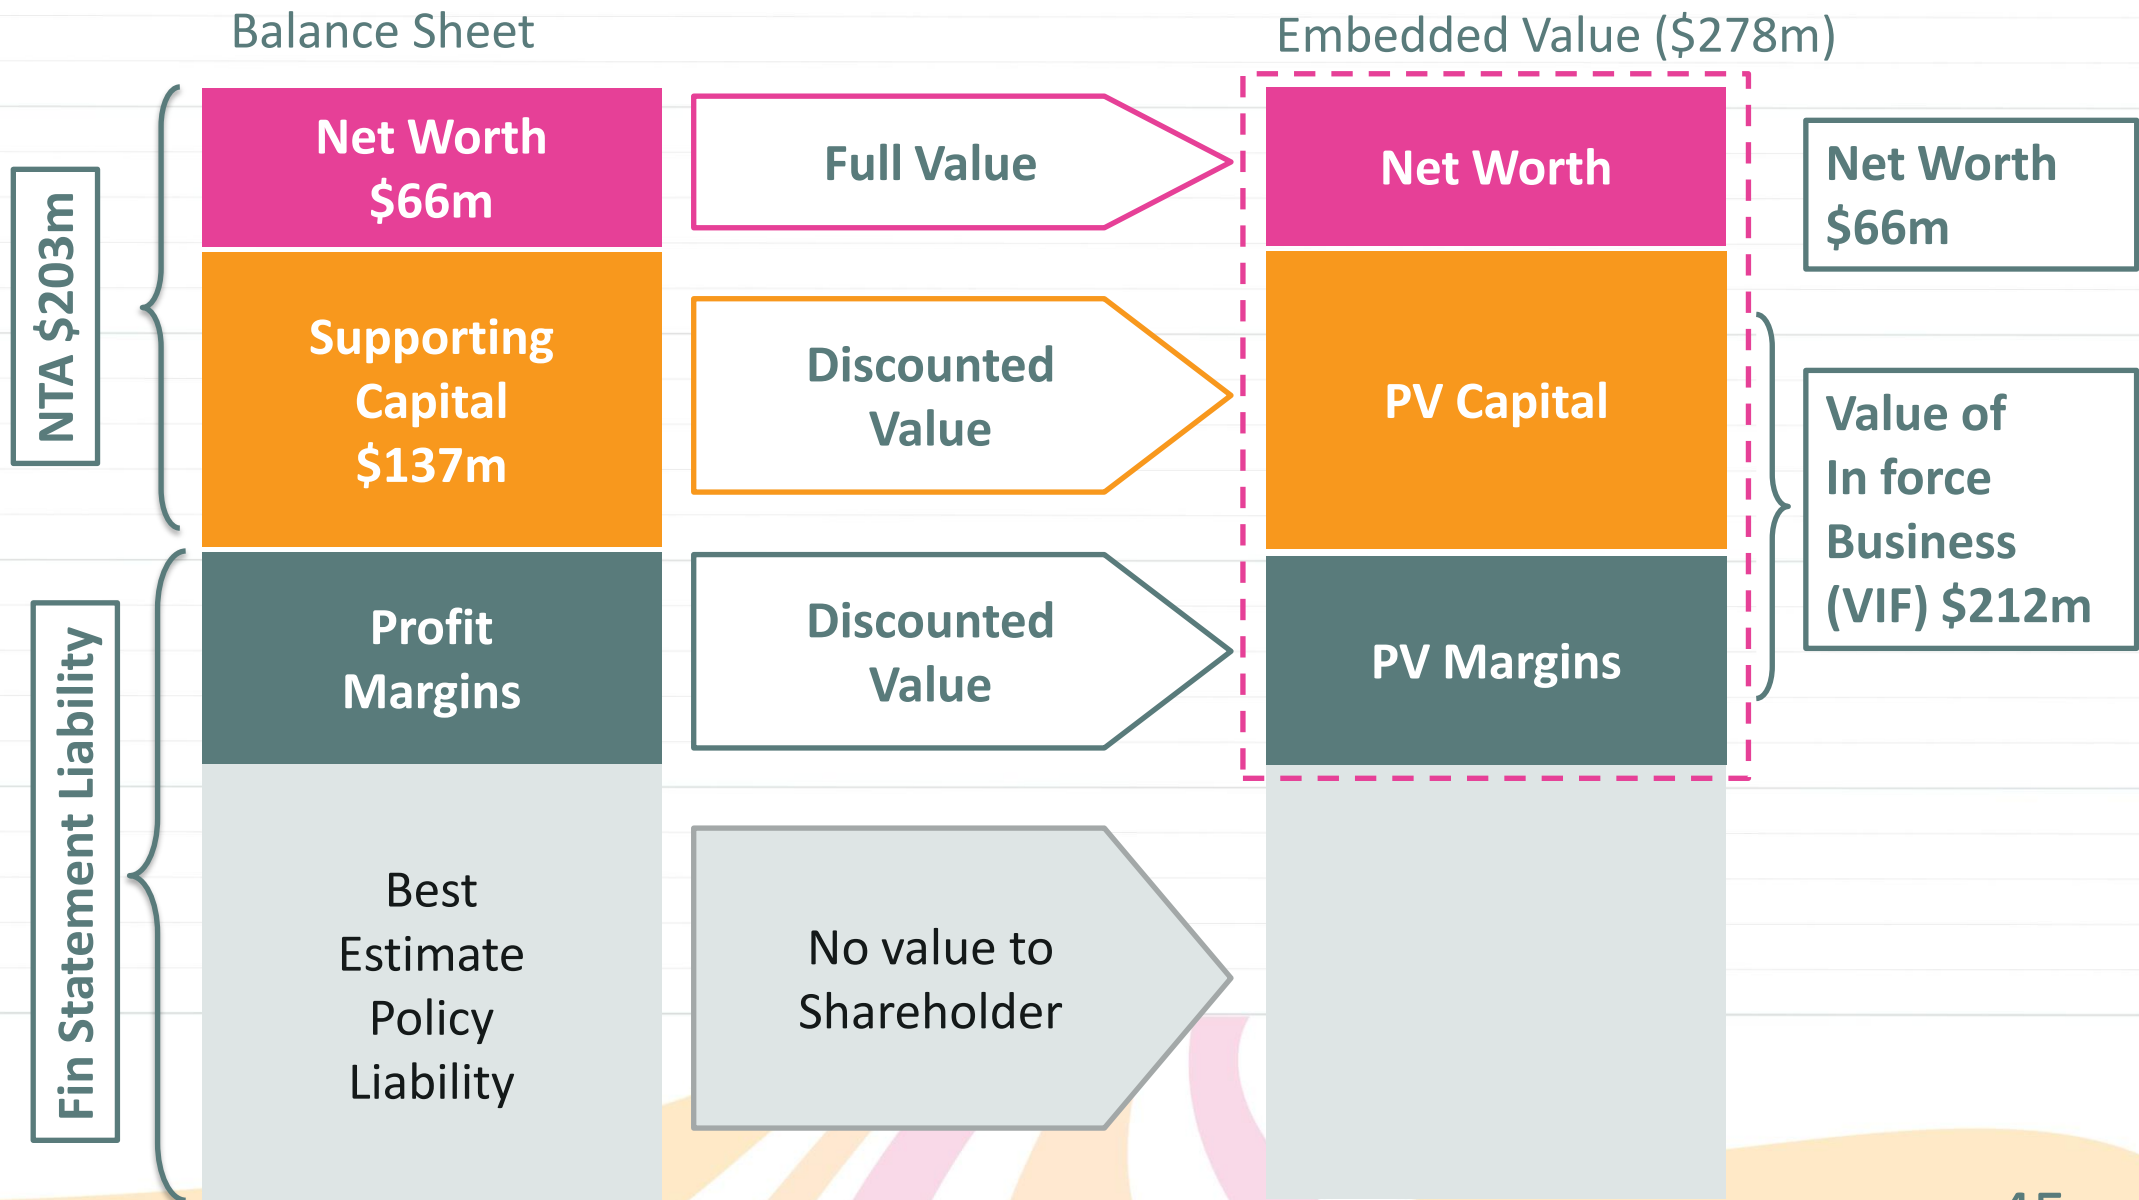 Balance Sheet
Embedded Value ($278m)
NTA $203m
Net Worth
$66m
Full Value
Net Worth
Net Worth
$66m
Supporting
Capital
$137m
Discounted
Value
PV Capital
Value of
In force
Business
(VIF) $212m
Fin Statement Liability
Profit
Margins
Discounted
Value
PV Margins
Best
Estimate
Policy
Liability
No value to
Shareholder